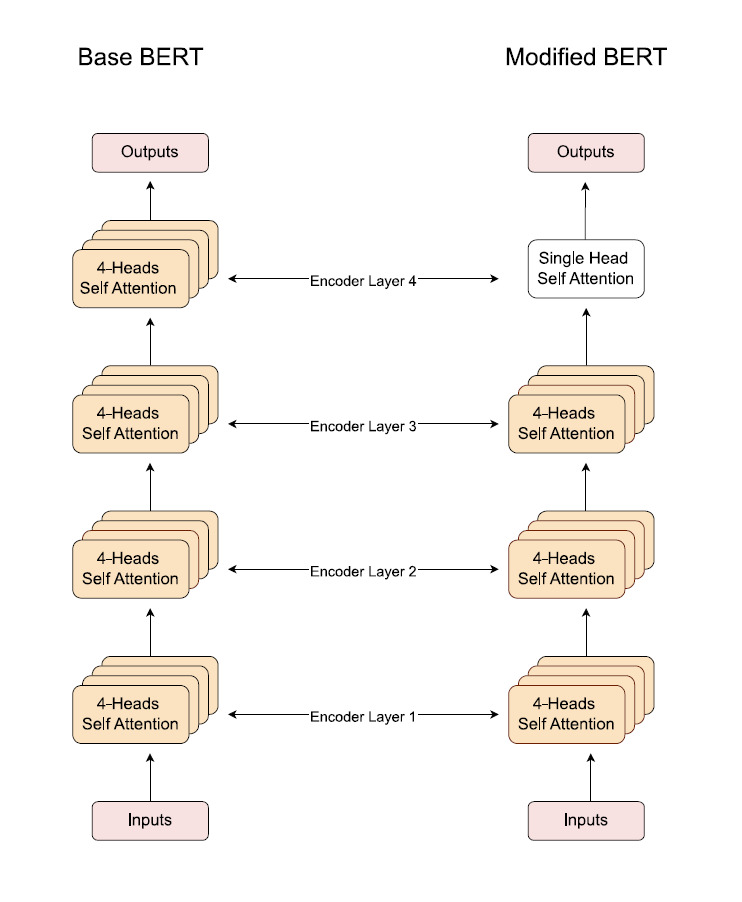 Base BERT
Modified BERT
Outputs
Outputs
4-Heads
Self Attention
Encoder Layer 4
Single Head
Self Attention
4-Heads
Self Attention
Encoder Layer 3
4-Heads
Self Attention
4-Heads
Self Attention
Encoder Layer 2
4-Heads
Self Attention
4-Heads
Self Attention
Encoder Layer 1
4-Heads
Self Attention
Inputs
Inputs